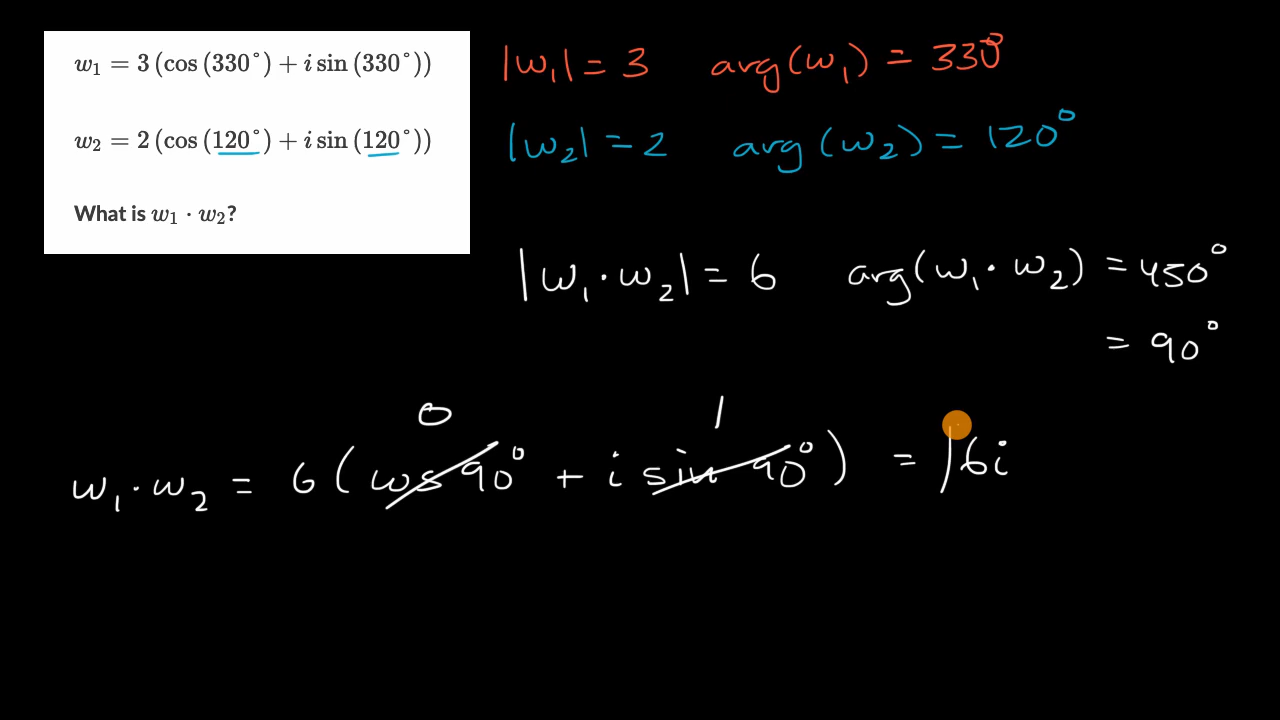 w₁ = 3 (cos (330°) + i sin (330°))
|w₁| = 3 arg(w₁) = 330°
w₂ = 2 (cos (120°) + i sin (120°))
|w₂| = 2 arg(w₂) = 120°
What is w₁ · w₂?
|w₁ · w₂| = 6 arg(w₁ · w₂) = 450°
= 90°
0 1
w₁ · w₂ = 6 (cos 90° + i sin 90°) = 6i